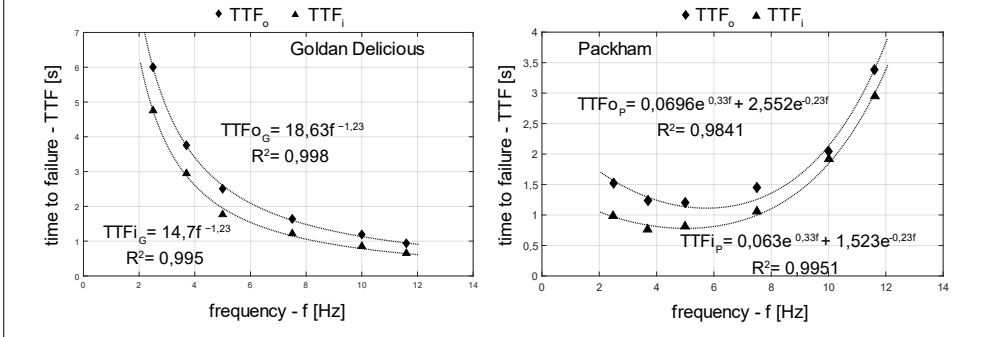 TTFo TTFi
Goldan Delicious
time to failure - TTF [s]
7
6
5
4
3
2
1
0
TTFoG= 18,63f –1,23
R2= 0,998
TTFiG= 14,7f –1,23
R2= 0,995
0 2 4 6 8 10 12 14
frequency - f [Hz]
TTFo TTFi
Packham
time to failure - TTF [s]
4
3,5
3
2,5
2
1,5
1
0,5
0
TTFoP= 0,0696e 0,33f + 2,552e-0,23f
R2= 0,9841
TTFiP= 0,063e 0,33f + 1,523e-0,23f
R2= 0,9951
0 2 4 6 8 10 12 14
frequency - f [Hz]